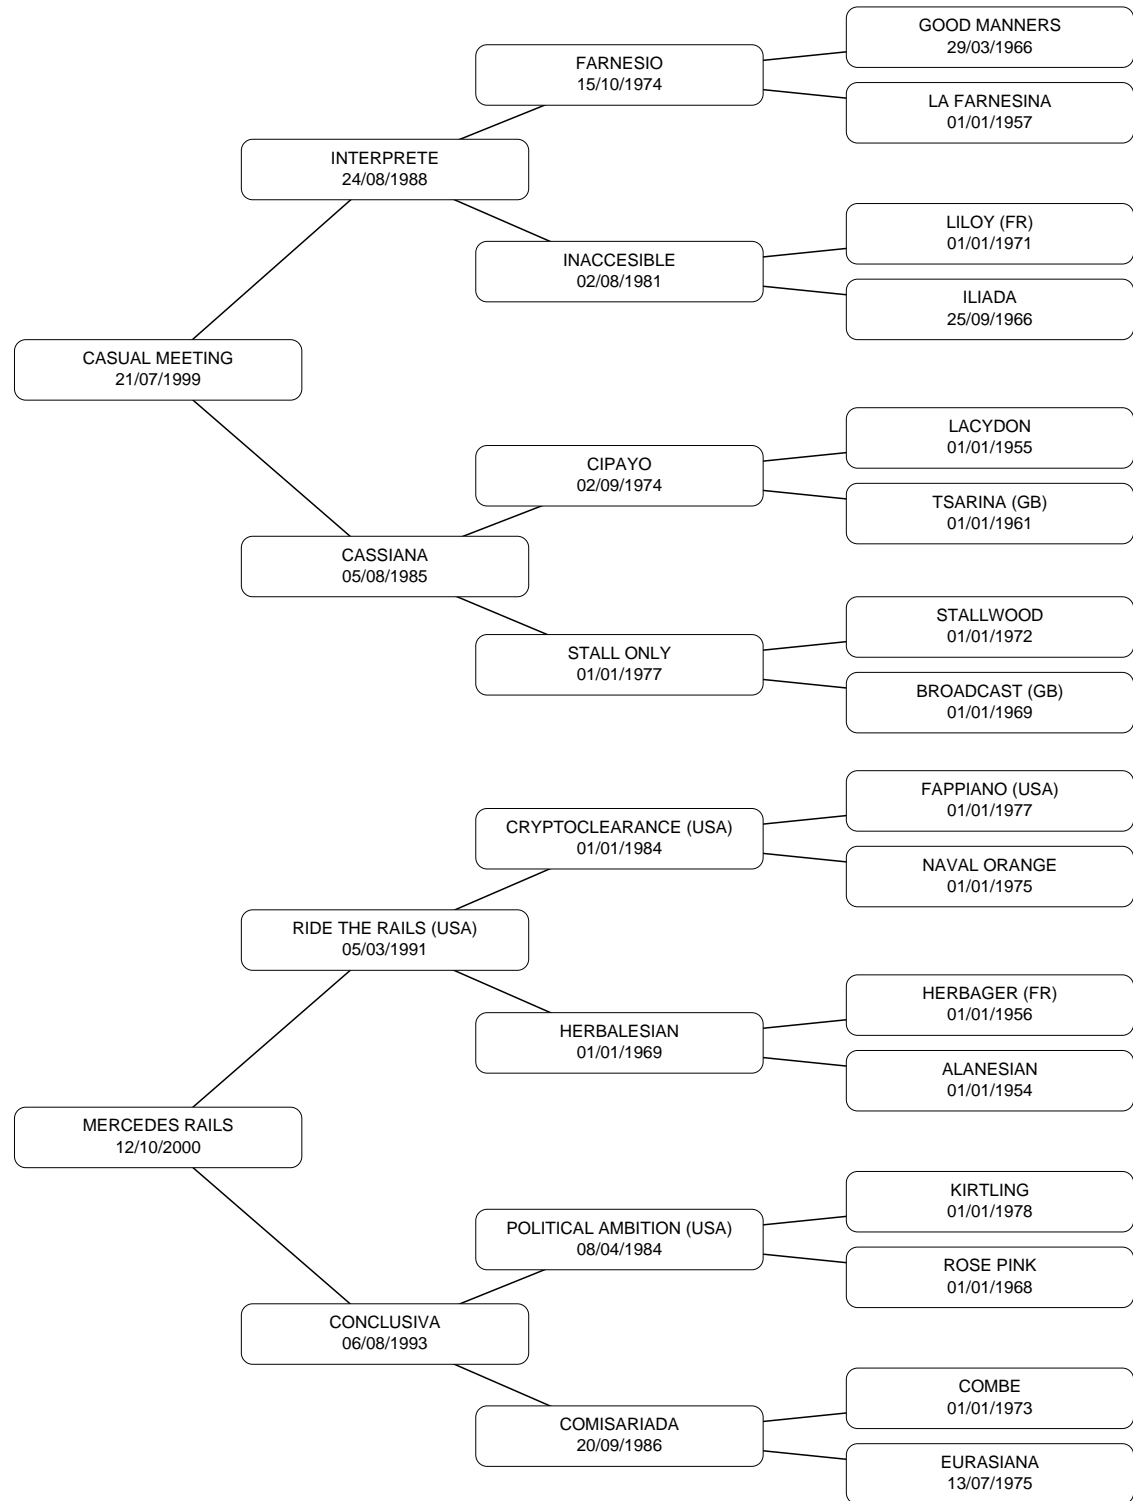 GOOD MANNERS
29/03/1966
FARNESIO
15/10/1974
LA FARNESINA
01/01/1957
INTERPRETE
24/08/1988
LILOY (FR)
01/01/1971
INACCESIBLE
02/08/1981
ILIADA
25/09/1966
CASUAL MEETING
21/07/1999
LACYDON
01/01/1955
CIPAYO
02/09/1974
TSARINA (GB)
01/01/1961
CASSIANA
05/08/1985
STALLWOOD
01/01/1972
STALL ONLY
01/01/1977
BROADCAST (GB)
01/01/1969
FAPPIANO (USA)
01/01/1977
CRYPTOCLEARANCE (USA)
01/01/1984
NAVAL ORANGE
01/01/1975
RIDE THE RAILS (USA)
05/03/1991
HERBAGER (FR)
01/01/1956
HERBALESIAN
01/01/1969
ALANESIAN
01/01/1954
MERCEDES RAILS
12/10/2000
KIRTLING
01/01/1978
POLITICAL AMBITION (USA)
08/04/1984
ROSE PINK
01/01/1968
CONCLUSIVA
06/08/1993
COMBE
01/01/1973
COMISARIADA
20/09/1986
EURASIANA
13/07/1975